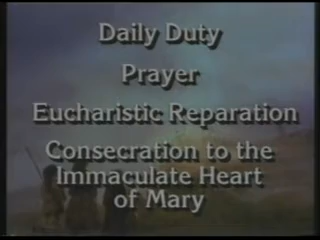 Daily Duty
Prayer
Eucharistic Reparation
Consecration to the
Immaculate Heart
of Mary